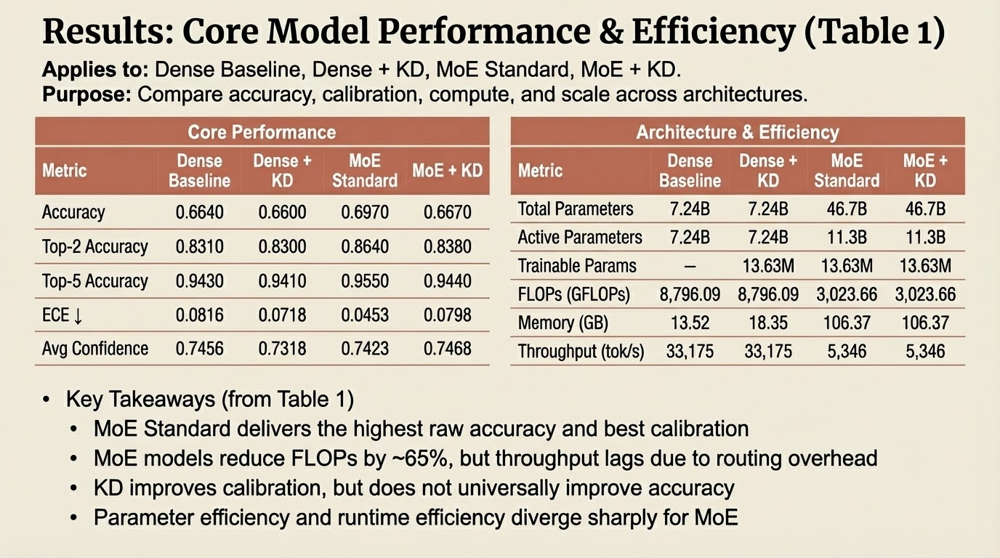 Results: Core Model Performance & Efficiency (Table 1)
Applies to: Dense Baseline, Dense + KD, MoE Standard, MoE + KD.
Purpose: Compare accuracy, calibration, compute, and scale across architectures.
Core Performance
Metric Dense Baseline Dense + KD MoE Standard MoE + KD
Accuracy 0.6640 0.6600 0.6970 0.6670
Top-2 Accuracy 0.8310 0.8300 0.8640 0.8380
Top-5 Accuracy 0.9430 0.9410 0.9550 0.9440
ECE ↓ 0.0816 0.0718 0.0453 0.0798
Avg Confidence 0.7456 0.7318 0.7423 0.7468
Architecture & Efficiency
Metric Dense Baseline Dense + KD MoE Standard MoE + KD
Total Parameters 7.24B 7.24B 46.7B 46.7B
Active Parameters 7.24B 7.24B 11.3B 11.3B
Trainable Params – 13.63M 13.63M 13.63M
FLOPs (GFLOPs) 8,796.09 8,796.09 3,023.66 3,023.66
Memory (GB) 13.52 18.35 106.37 106.37
Throughput (tok/s) 33,175 33,175 5,346 5,346
• Key Takeaways (from Table 1)
• MoE Standard delivers the highest raw accuracy and best calibration
• MoE models reduce FLOPs by ~65%, but throughput lags due to routing overhead
• KD improves calibration, but does not universally improve accuracy
• Parameter efficiency and runtime efficiency diverge sharply for MoE